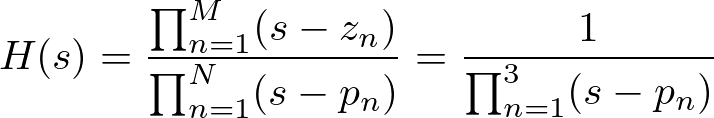 H(s) = \frac{\prod_{n=1}^{M}(s - z_n)}{\prod_{n=1}^{N}(s - p_n)} = \frac{1}{\prod_{n=1}^{3}(s - p_n)}